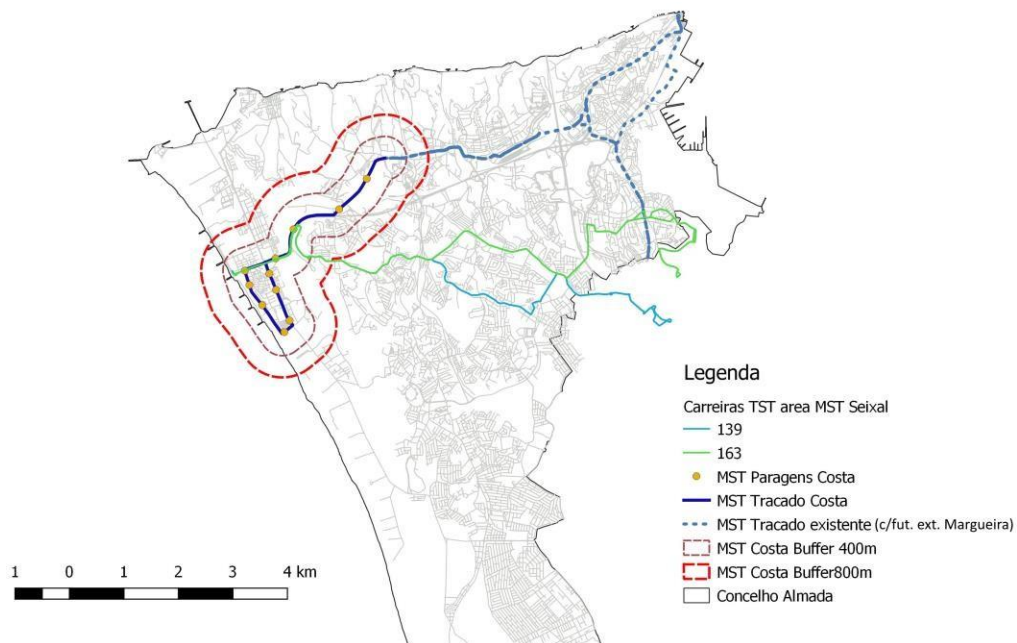 Legenda
Carreiras TST area MST Seixal
139
163
MST Paragens Costa
MST Tracado Costa
MST Tracado existente (c/fut. ext. Margueira)
MST Costa Buffer 400m
MST Costa Buffer800m
Concelho Almada
1 0 1 2 3 4 km